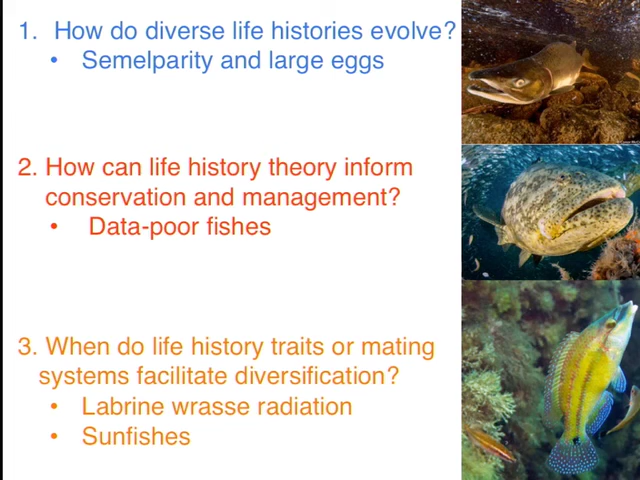 1. How do diverse life histories evolve?
• Semelparity and large eggs
2. How can life history theory inform
conservation and management?
• Data-poor fishes
3. When do life history traits or mating
systems facilitate diversification?
• Labrine wrasse radiation
• Sunfishes